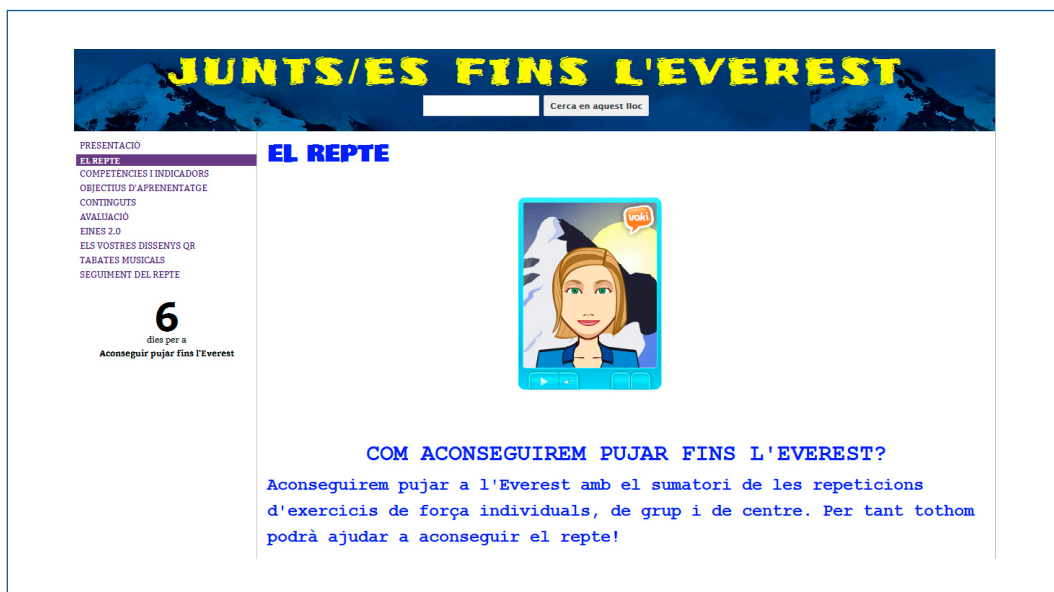 JUNTS/ES FINS L'EVEREST
Cerca en aquest lloc
PRESENTACIÓ
EL REPTE
COMPETÈNCIES I INDICADORS
OBJECTIUS D'APRENENTATGE
CONTINGUTS
AVALUACIÓ
EINES 2.0
ELS VOSTRES DISSENYS QR
TABATES MUSICALS
SEGUIMENT DEL REPTE
6
dies per a
Aconseguir pujar fins l'Everest
EL REPTE
voki
COM ACONSEGUIREM PUJAR FINS L'EVEREST?
Aconseguirem pujar a l'Everest amb el sumatori de les repeticions
d'exercicis de força individuals, de grup i de centre. Per tant tothom
podrà ajudar a aconseguir el repte!